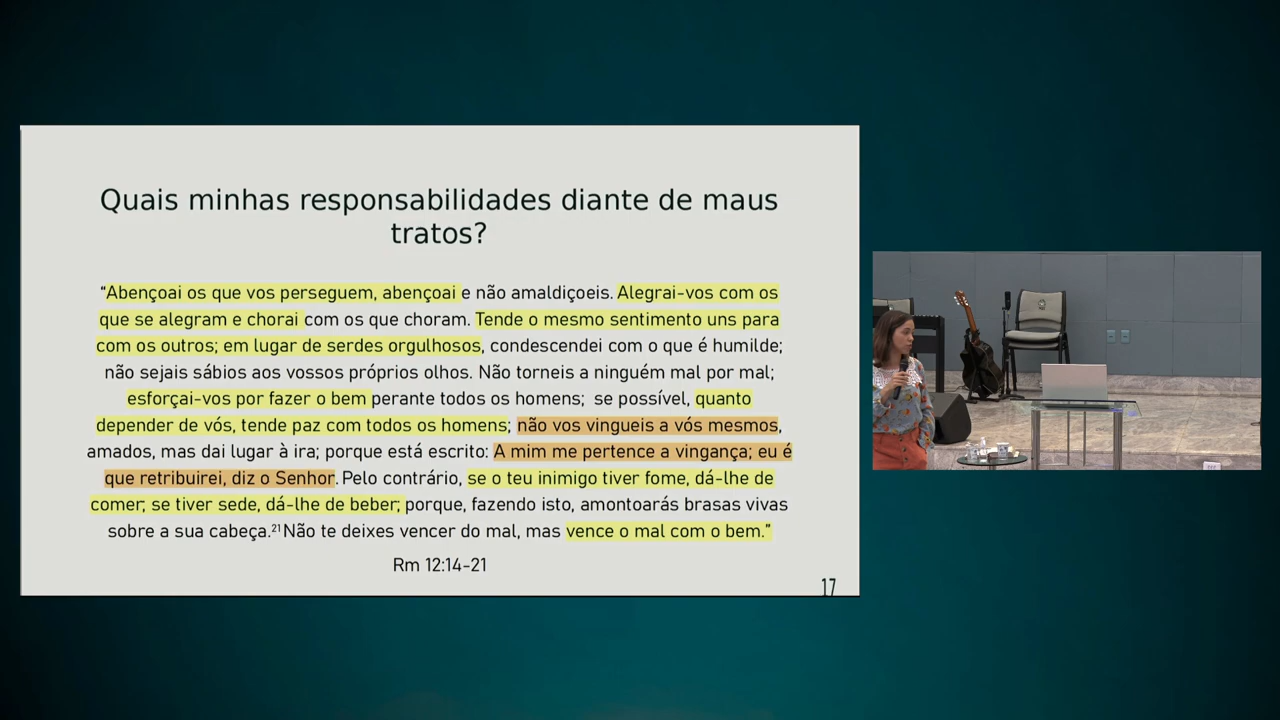 Quais minhas responsabilidades diante de maus
tratos?
“Abençoai os que vos perseguem, abençoai e não amaldiçoeis. Alegrai-vos com os
que se alegram e chorai com os que choram. Tende o mesmo sentimento uns para
com os outros; em lugar de serdes orgulhosos, condescendei com o que é humilde;
não sejais sábios aos vossos próprios olhos. Não torneis a ninguém mal por mal;
esforçai-vos por fazer o bem perante todos os homens; se possível, quanto
depender de vós, tende paz com todos os homens; não vos vingueis a vós mesmos,
amados, mas dai lugar à ira; porque está escrito: A mim me pertence a vingança; eu é
que retribuirei, diz o Senhor. Pelo contrário, se o teu inimigo tiver fome, dá-lhe de
comer; se tiver sede, dá-lhe de beber; porque, fazendo isto, amontoarás brasas vivas
sobre a sua cabeça.²¹ Não te deixes vencer do mal, mas vence o mal com o bem.”
Rm 12:14-21
17